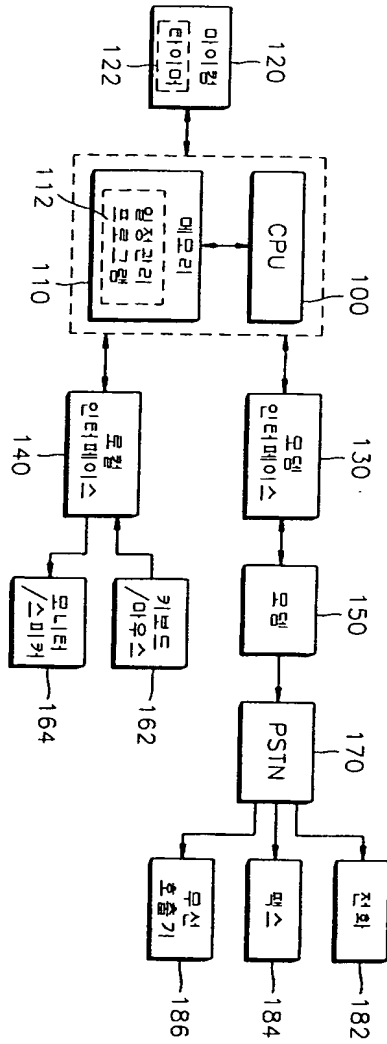 마이컴
타이머
120
122
CPU
100
메모리
일정관리
프로그램
112
110
모뎀
인터페이스
130
로컬
인터페이스
140
모뎀
150
키보드
/마우스
162
모니터
/스피커
164
PSTN
170
전화
182
팩스
184
무선
호출기
186